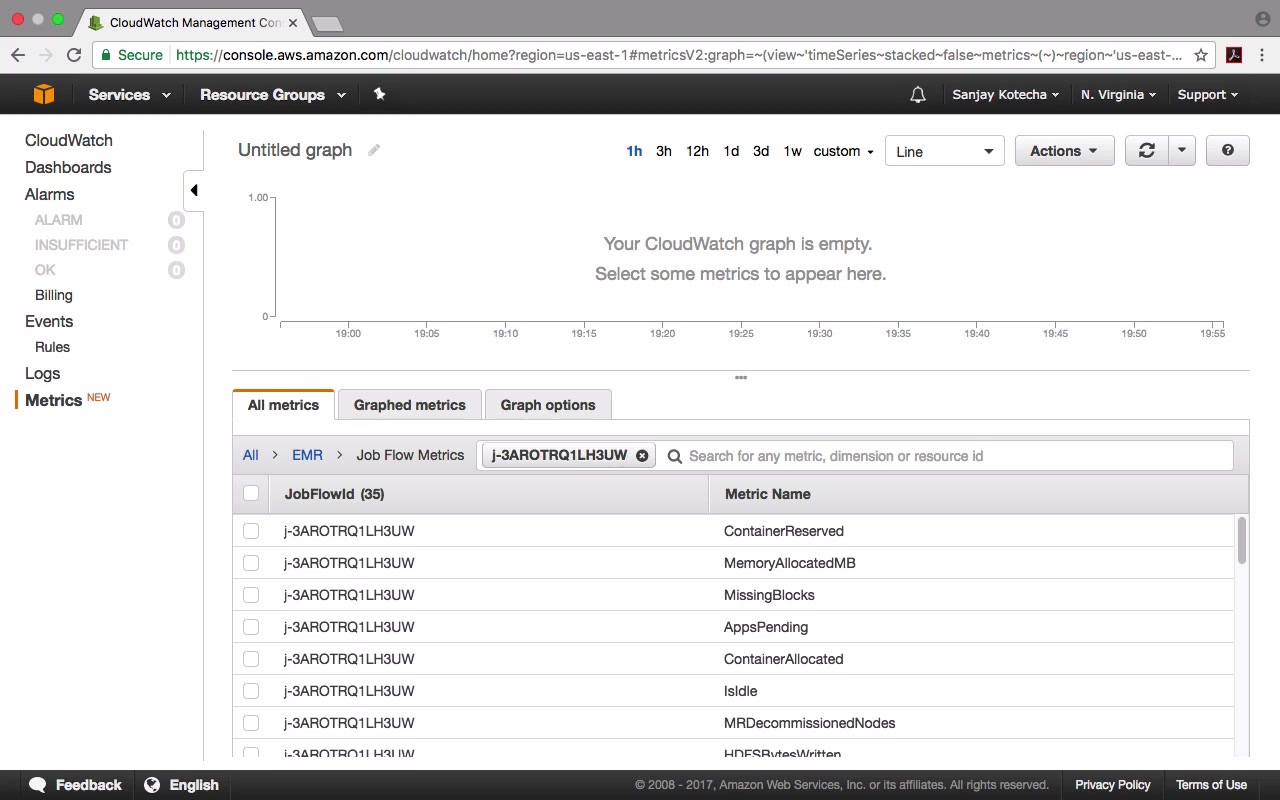 CloudWatch Management Con
Secure https://console.aws.amazon.com/cloudwatch/home?region=us-east-1#metricsV2:graph=~(view~'timeSeries~stacked~false~metrics~(~)~region~'us-east-...
Services Resource Groups Sanjay Kotecha N. Virginia Support
CloudWatch
Dashboards
Alarms
ALARM 0
INSUFFICIENT 0
OK 0
Billing
Events
Rules
Logs
Metrics NEW
Untitled graph 1h 3h 12h 1d 3d 1w custom Line Actions ?
1.00
Your CloudWatch graph is empty.
Select some metrics to appear here.
0
19:00 19:05 19:10 19:15 19:20 19:25 19:30 19:35 19:40 19:45 19:50 19:55
All metrics Graphed metrics Graph options
All > EMR > Job Flow Metrics j-3AROTRQ1LH3UW Search for any metric, dimension or resource id
JobFlowId (35) Metric Name
j-3AROTRQ1LH3UW ContainerReserved
j-3AROTRQ1LH3UW MemoryAllocatedMB
j-3AROTRQ1LH3UW MissingBlocks
j-3AROTRQ1LH3UW AppsPending
j-3AROTRQ1LH3UW ContainerAllocated
j-3AROTRQ1LH3UW IsIdle
j-3AROTRQ1LH3UW MRDecommissionedNodes
j-3AROTRQ1LH3UW HDFSBytesWritten
Feedback English © 2008 - 2017, Amazon Web Services, Inc. or its affiliates. All rights reserved. Privacy Policy Terms of Use